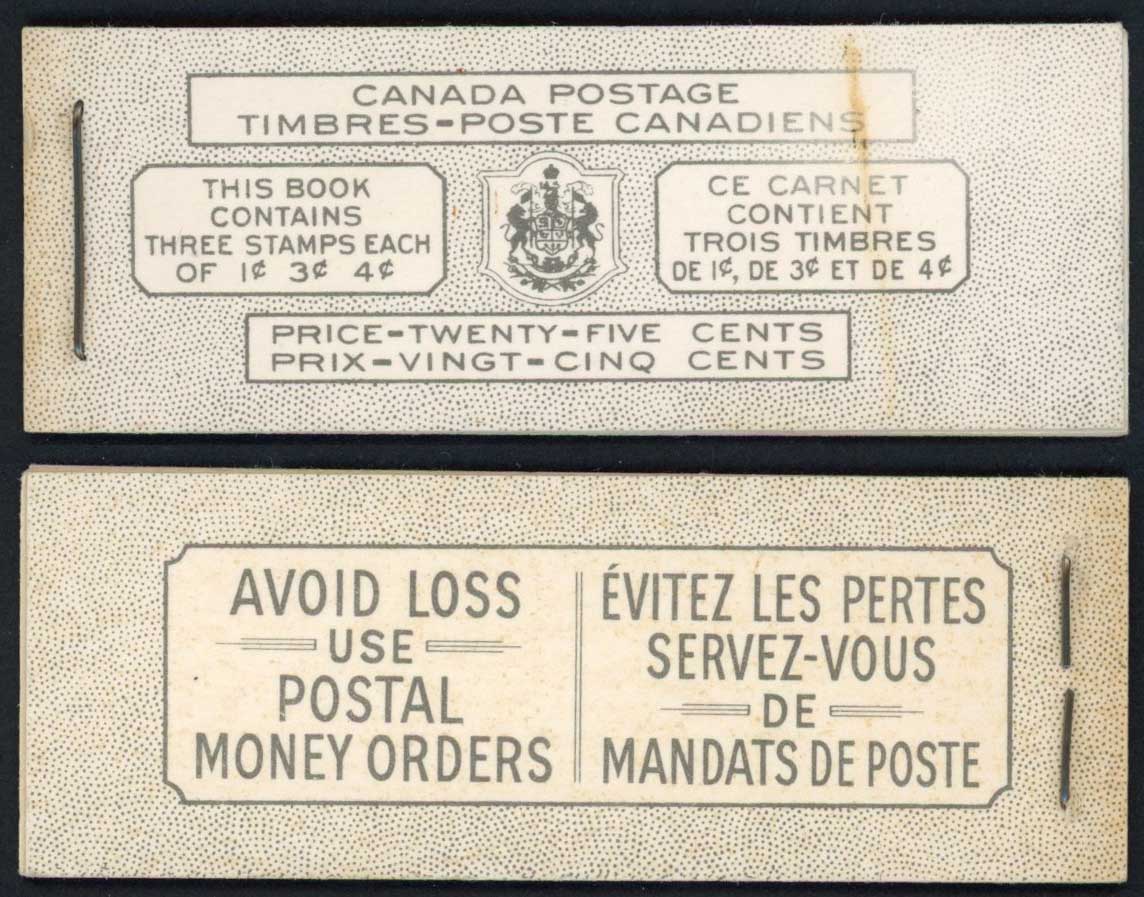 CANADA POSTAGE
TIMBRES-POSTE CANADIENS
THIS BOOK
CONTAINS
THREE STAMPS EACH
OF 1¢ 3¢ 4¢
CE CARNET
CONTIENT
TROIS TIMBRES
DE 1¢, DE 3¢ ET DE 4¢
PRICE-TWENTY-FIVE CENTS
PRIX-VINGT-CINQ CENTS
AVOID LOSS
USE
POSTAL
MONEY ORDERS
ÉVITEZ LES PERTES
SERVEZ-VOUS
DE
MANDATS DE POSTE